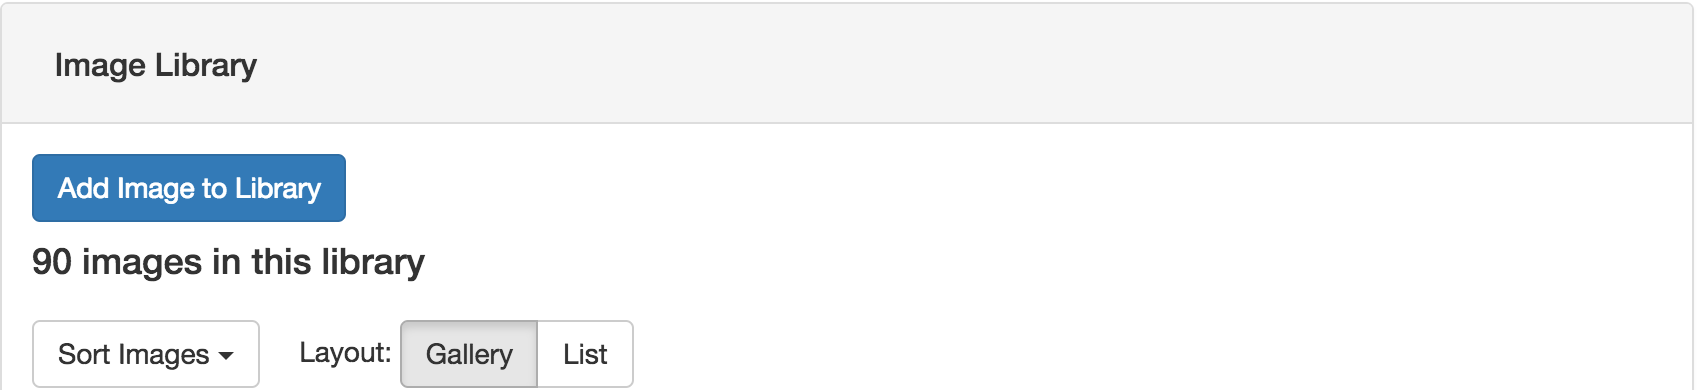 Image Library
Add Image to Library
90 images in this library
Sort Images Layout: Gallery List